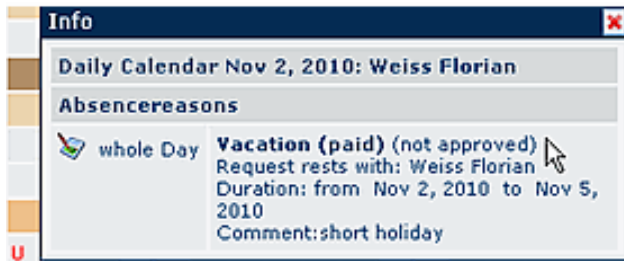 Info
Daily Calendar Nov 2, 2010: Weiss Florian
Absencereasons
whole Day
Vacation (paid) (not approved)
Request rests with: Weiss Florian
Duration: from Nov 2, 2010 to Nov 5,
2010
Comment:short holiday
U